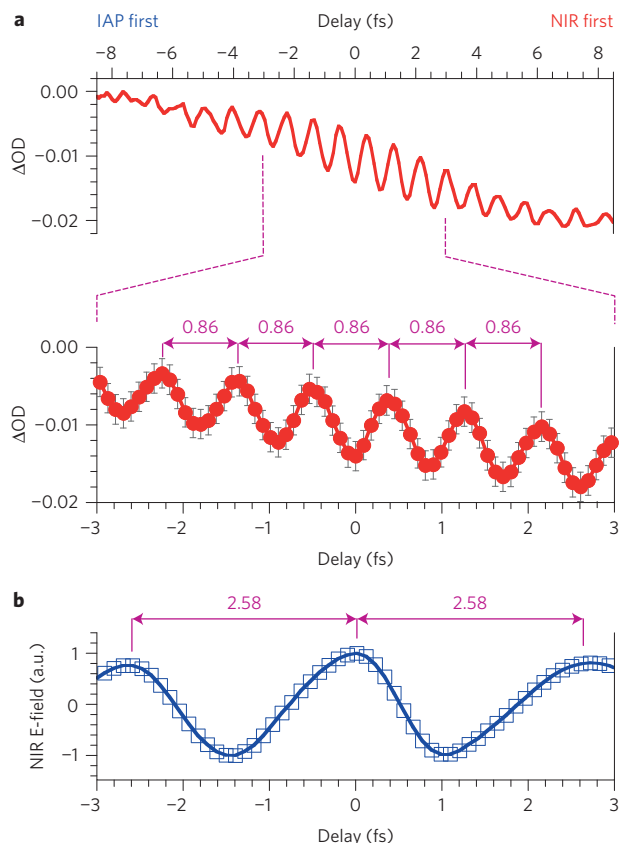 a
IAP first Delay (fs) NIR first
−8 −6 −4 −2 0 2 4 6 8
0.00
−0.01
−0.02
ΔOD
0.86 0.86 0.86 0.86 0.86
0.00
−0.01
−0.02
ΔOD
−3 −2 −1 0 1 2 3
Delay (fs)
b
2.58 2.58
1
0
−1
NIR E-field (a.u.)
−3 −2 −1 0 1 2 3
Delay (fs)